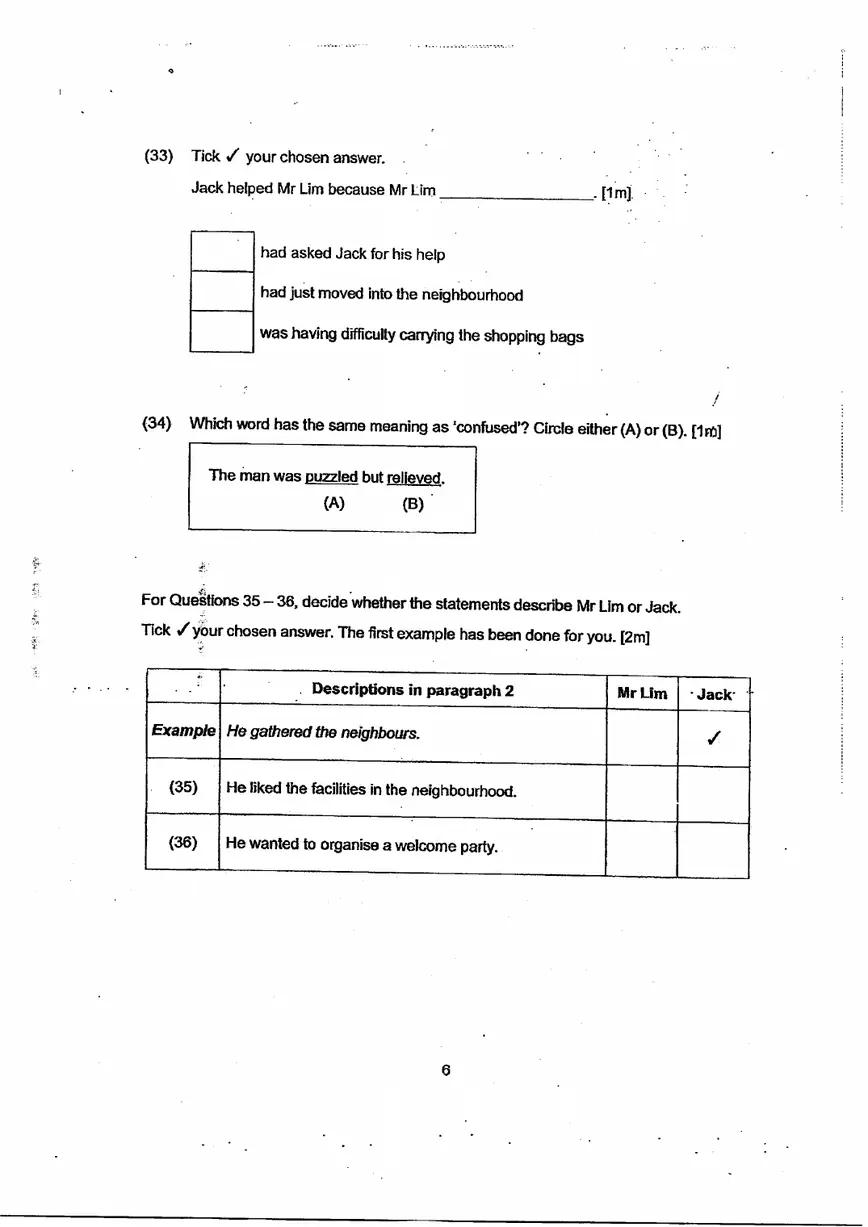 (33) Tick ✓ your chosen answer.
Jack helped Mr Lim because Mr Lim ____________________. [1m]
had asked Jack for his help
had just moved into the neighbourhood
was having difficulty carrying the shopping bags
(34) Which word has the same meaning as 'confused'? Circle either (A) or (B). [1m]
The man was puzzled but relieved.
(A) (B)
For Questions 35 – 36, decide whether the statements describe Mr Lim or Jack.
Tick ✓ your chosen answer. The first example has been done for you. [2m]
Descriptions in paragraph 2 Mr Lim Jack
Example He gathered the neighbours. ✓
(35) He liked the facilities in the neighbourhood.
(36) He wanted to organise a welcome party.
6